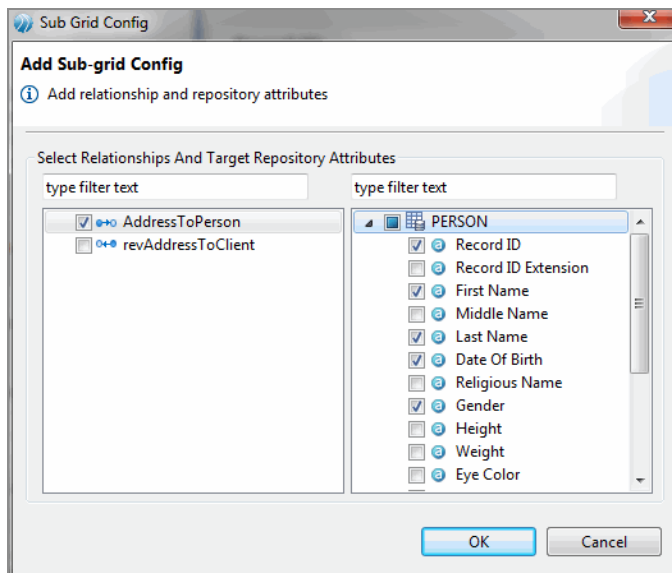 Sub Grid Config
Add Sub-grid Config
Add relationship and repository attributes
Select Relationships And Target Repository Attributes
type filter text
type filter text
AddressToPerson
revAddressToClient
PERSON
Record ID
Record ID Extension
First Name
Middle Name
Last Name
Date Of Birth
Religious Name
Gender
Height
Weight
Eye Color
OK
Cancel